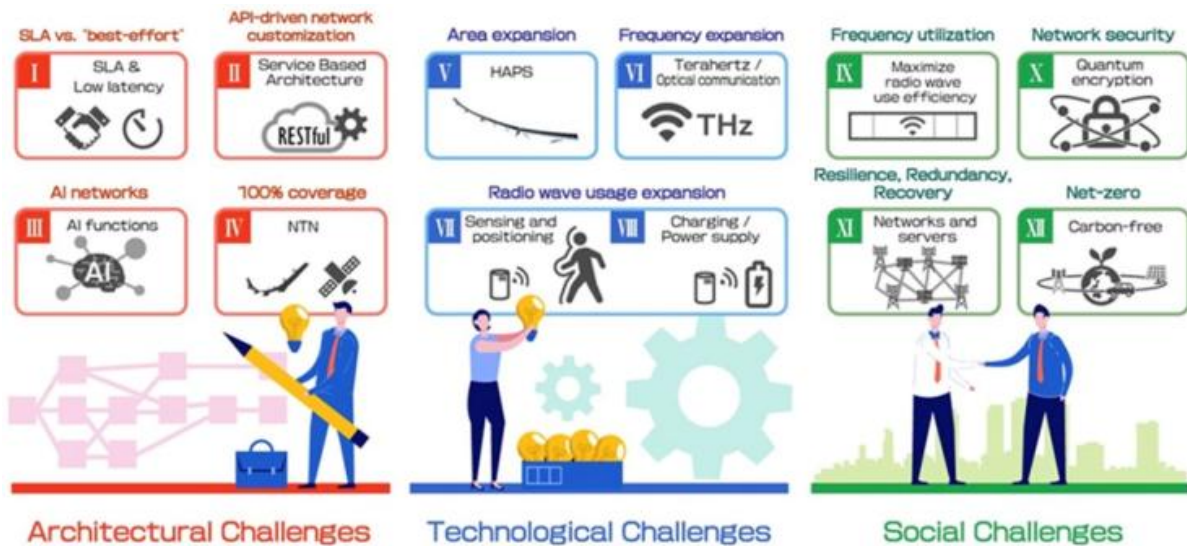 SLA vs. "best-effort"
I
SLA &
Low latency
API-driven network
customization
II
Service Based
Architecture
RESTful
AI networks
III
AI functions
AI
100% coverage
IV
NTN
Area expansion
V
HAPS
Frequency expansion
VI
Terahertz /
Optical communication
THz
Radio wave usage expansion
VII
Sensing and
positioning
VIII
Charging /
Power supply
Frequency utilization
IX
Maximize
radio wave
use efficiency
Network security
X
Quantum
encryption
Resilience, Redundancy,
Recovery
XI
Networks and
servers
Net-zero
XII
Carbon-free
Architectural Challenges
Technological Challenges
Social Challenges